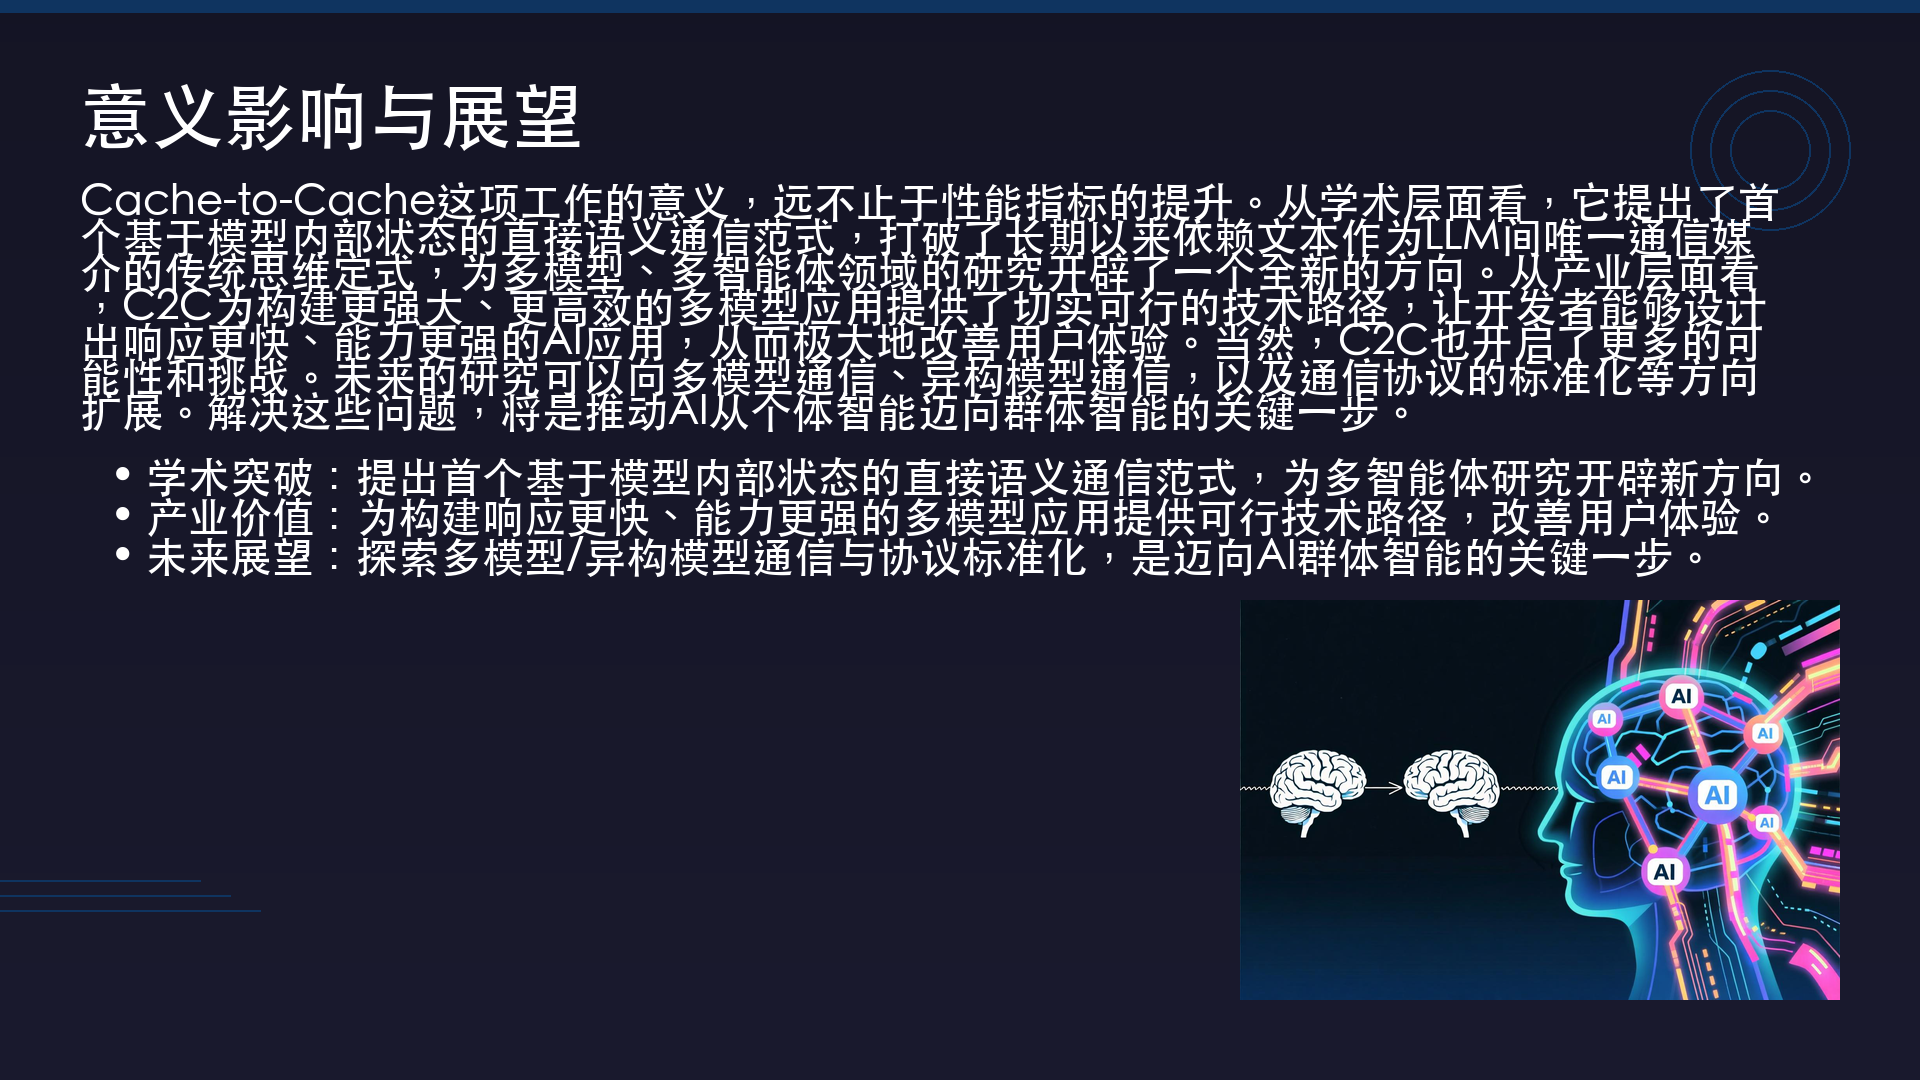 意义影响与展望
Cache-to-Cache这项工作的意义，远不止于性能指标的提升。从学术层面看，它提出了首
个基于模型内部状态的直接语义通信范式，打破了长期以来依赖文本作为LLM间唯一通信媒
介的传统思维定式，为多模型、多智能体领域的研究开辟了一个全新的方向。从产业层面看
，C2C为构建更强大、更高效的多模型应用提供了切实可行的技术路径，让开发者能够设计
出响应更快、能力更强的AI应用，从而极大地改善用户体验。当然，C2C也开启了更多的可
能性和挑战。未来的研究可以向多模型通信、异构模型通信，以及通信协议的标准化等方向
扩展。解决这些问题，将是推动AI从个体智能迈向群体智能的关键一步。
• 学术突破：提出首个基于模型内部状态的直接语义通信范式，为多智能体研究开辟新方向。
• 产业价值：为构建响应更快、能力更强的多模型应用提供可行技术路径，改善用户体验。
• 未来展望：探索多模型/异构模型通信与协议标准化，是迈向AI群体智能的关键一步。
AI
AI
AI
AI
AI
AI
AI